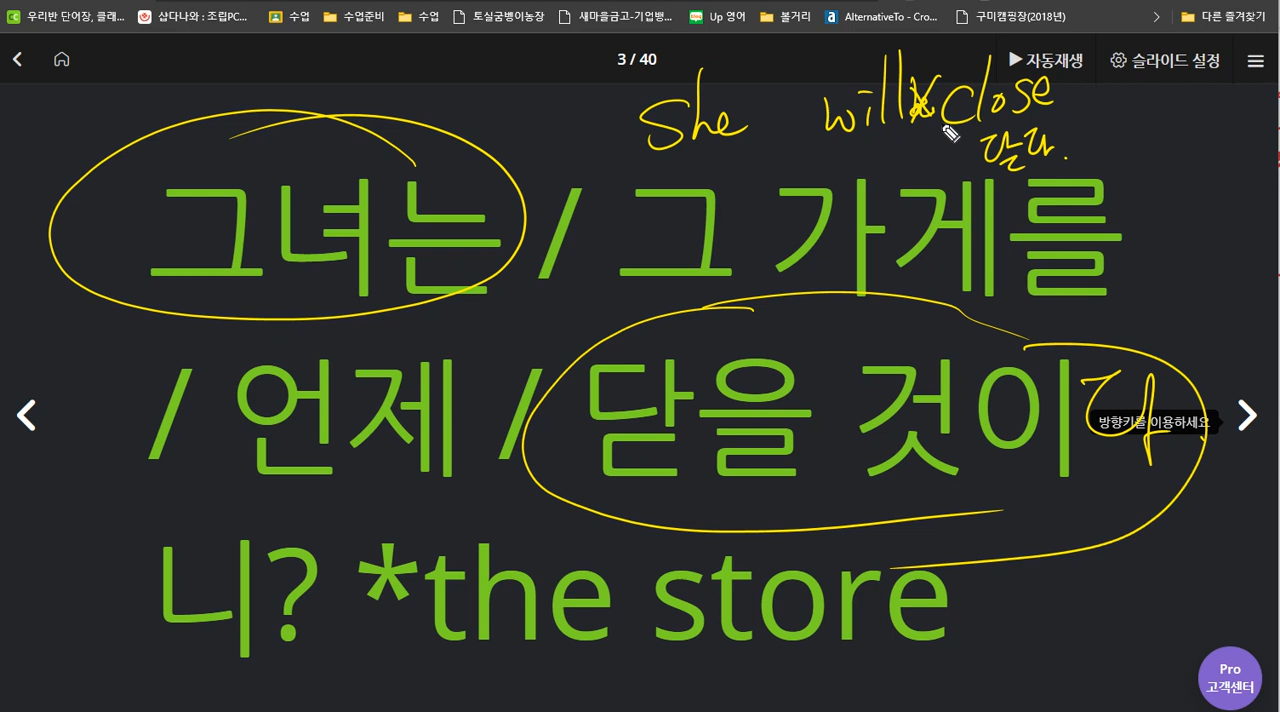 우리반 단어장, 클래... 샵다나와 : 조립PC... 수업 수업준비 수업 토실굼벵이농장 새마을금고-기업뱅... Up 영어 볼거리 AlternativeTo - Cro... 구미캠핑장(2018년) 다른 즐겨찾기
3 / 40 ▶자동재생 슬라이드 설정
She will close
닫다.
그녀는 / 그 가게를
/ 언제 / 닫을 것이
다
방향키를 이용하세요
니? *the store
Pro
고객센터